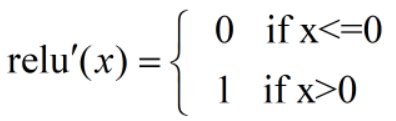 relu′(x) = { 0 if x<=0
1 if x>0